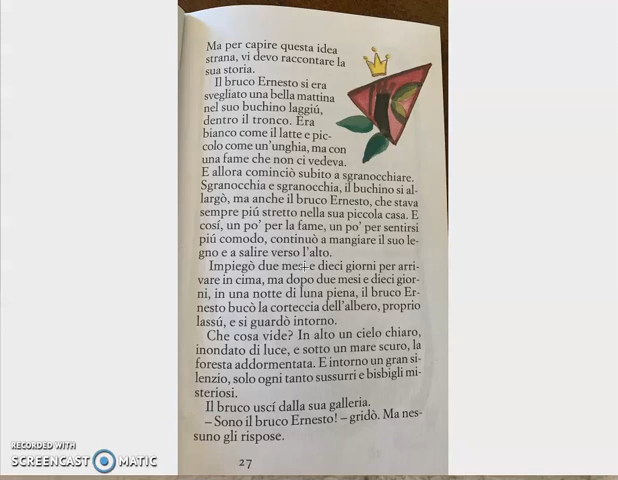 Ma per capire questa idea
strana, vi devo raccontare la
sua storia.
Il bruco Ernesto si era
svegliato una bella mattina
nel suo buchino laggiú,
dentro il tronco. Era
bianco come il latte e pic-
colo come un'unghia, ma con
una fame che non ci vedeva.
E allora cominciò subito a sgranocchiare.
Sgranocchia e sgranocchia, il buchino si al-
largò, ma anche il bruco Ernesto, che stava
sempre piú stretto nella sua piccola casa. E
cosí, un po' per la fame, un po' per sentirsi
piú comodo, continuò a mangiare il suo le-
gno e a salire verso l'alto.
Impiegò due mesi e dieci giorni per arri-
vare in cima, ma dopo due mesi e dieci gior-
ni, in una notte di luna piena, il bruco Er-
nesto bucò la corteccia dell'albero, proprio
lassú, e si guardò intorno.
Che cosa vide? In alto un cielo chiaro,
inondato di luce, e sotto un mare scuro, la
foresta addormentata. E intorno un gran si-
lenzio, solo ogni tanto sussurri e bisbigli mi-
steriosi.
Il bruco uscí dalla sua galleria.
– Sono il bruco Ernesto! – gridò. Ma nes-
suno gli rispose.
27
RECORDED WITH
SCREENCAST MATIC